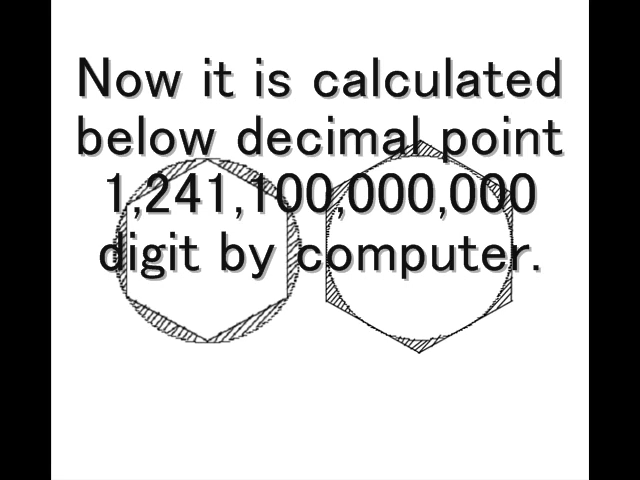 Now it is calculated
below decimal point
1,241,100,000,000
digit by computer.